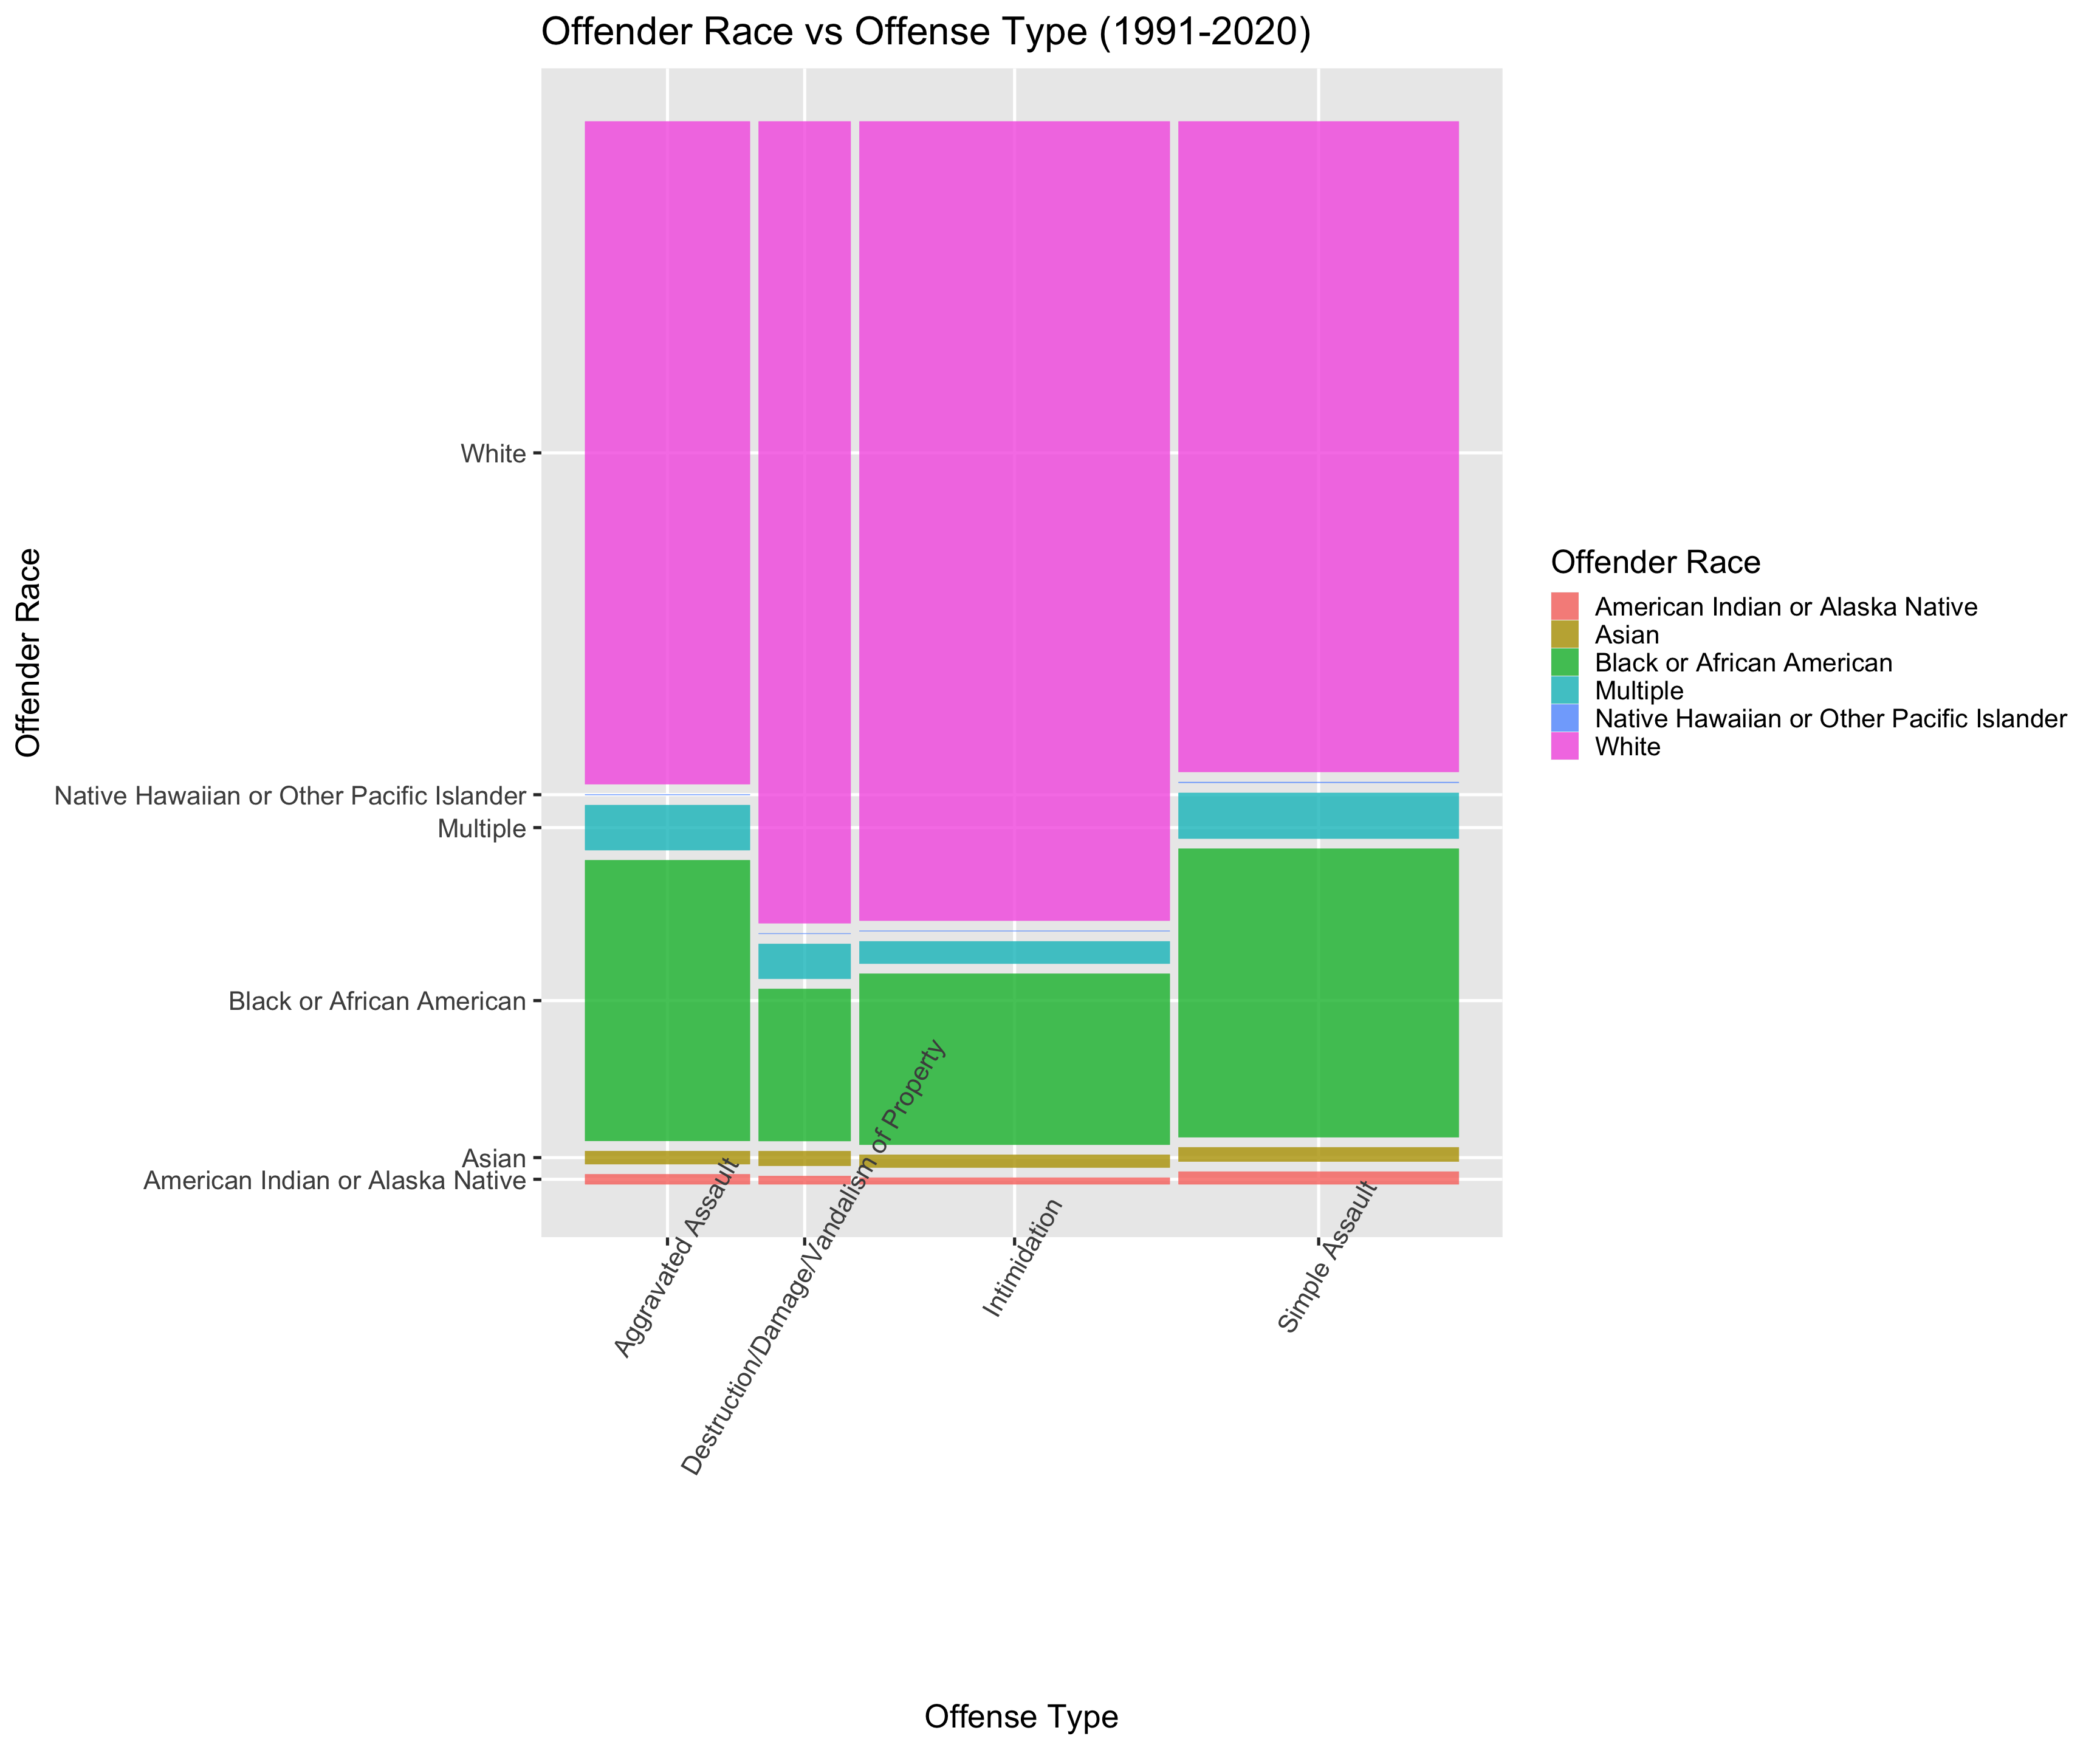 Offender Race vs Offense Type (1991-2020)
Offender Race
White
Native Hawaiian or Other Pacific Islander
Multiple
Black or African American
Asian
American Indian or Alaska Native
Aggravated Assault
Destruction/Damage/Vandalism of Property
Intimidation
Simple Assault
Offense Type
Offender Race
American Indian or Alaska Native
Asian
Black or African American
Multiple
Native Hawaiian or Other Pacific Islander
White